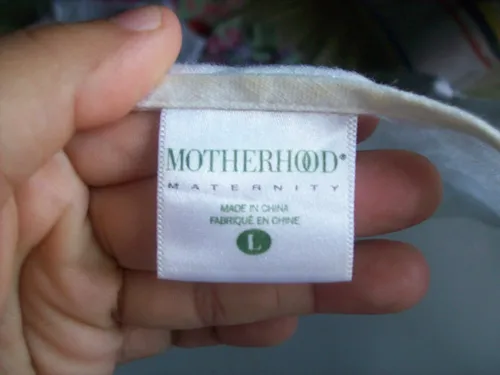 MOTHERHOOD®
MATERNITY
MADE IN CHINA
FABRIQUÉ EN CHINE
L